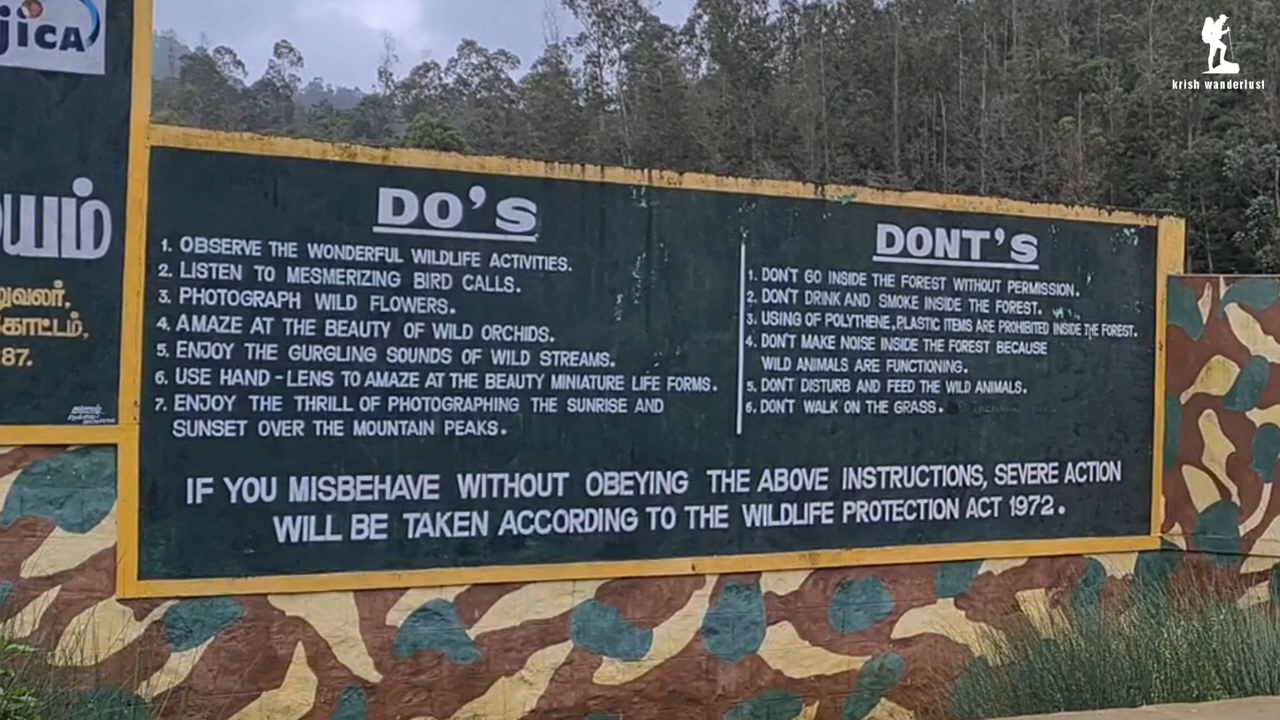 jica
யம்
றுவலர்,
கோட்டம்,
87.
krish wanderlust
DO'S
1. OBSERVE THE WONDERFUL WILDLIFE ACTIVITIES.
2. LISTEN TO MESMERIZING BIRD CALLS.
3. PHOTOGRAPH WILD FLOWERS.
4. AMAZE AT THE BEAUTY OF WILD ORCHIDS.
5. ENJOY THE GURGLING SOUNDS OF WILD STREAMS.
6. USE HAND-LENS TO AMAZE AT THE BEAUTY MINIATURE LIFE FORMS.
7. ENJOY THE THRILL OF PHOTOGRAPHING THE SUNRISE AND
SUNSET OVER THE MOUNTAIN PEAKS.
DONT'S
1. DON'T GO INSIDE THE FOREST WITHOUT PERMISSION.
2. DON'T DRINK AND SMOKE INSIDE THE FOREST.
3. USING OF POLYTHENE, PLASTIC ITEMS ARE PROHIBITED INSIDE THE FOREST.
4. DON'T MAKE NOISE INSIDE THE FOREST BECAUSE
WILD ANIMALS ARE FUNCTIONING.
5. DON'T DISTURB AND FEED THE WILD ANIMALS.
6. DON'T WALK ON THE GRASS.
IF YOU MISBEHAVE WITHOUT OBEYING THE ABOVE INSTRUCTIONS, SEVERE ACTION
WILL BE TAKEN ACCORDING TO THE WILDLIFE PROTECTION ACT 1972.